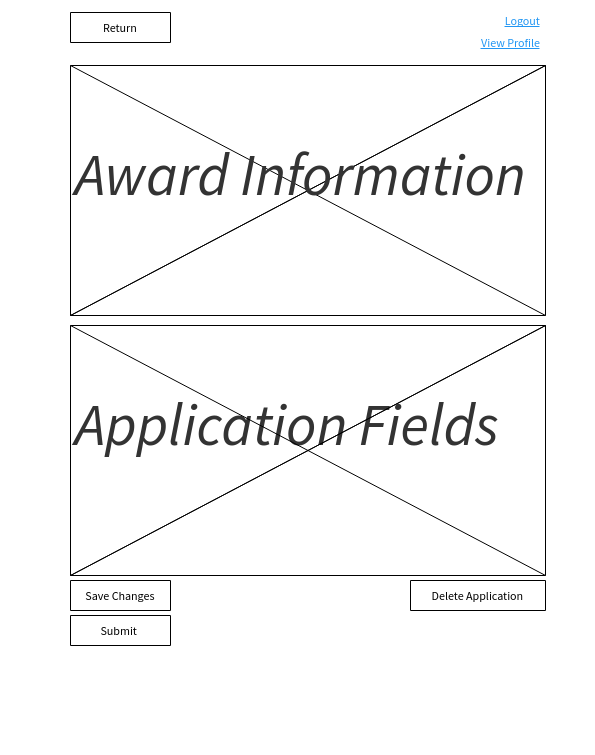 Return
Logout
View Profile
Award Information
Application Fields
Save Changes
Delete Application
Submit